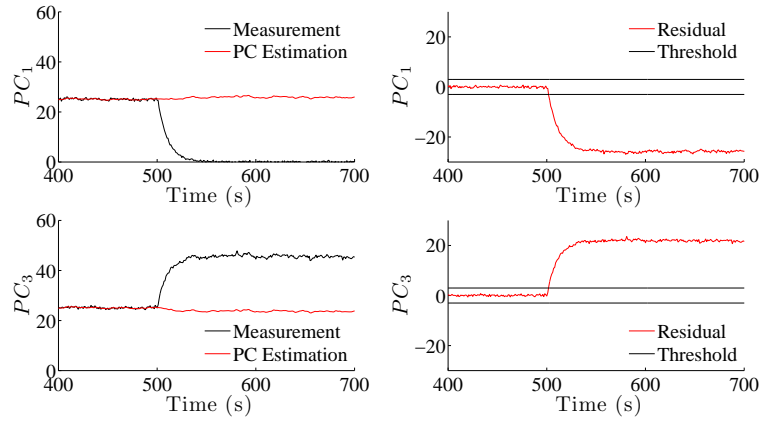 60
40
20
0
PC1
Measurement
PC Estimation
400 500 600 700
Time (s)
20
0
−20
PC1
Residual
Threshold
400 500 600 700
Time (s)
60
40
20
0
PC3
Measurement
PC Estimation
400 500 600 700
Time (s)
20
0
−20
PC3
Residual
Threshold
400 500 600 700
Time (s)